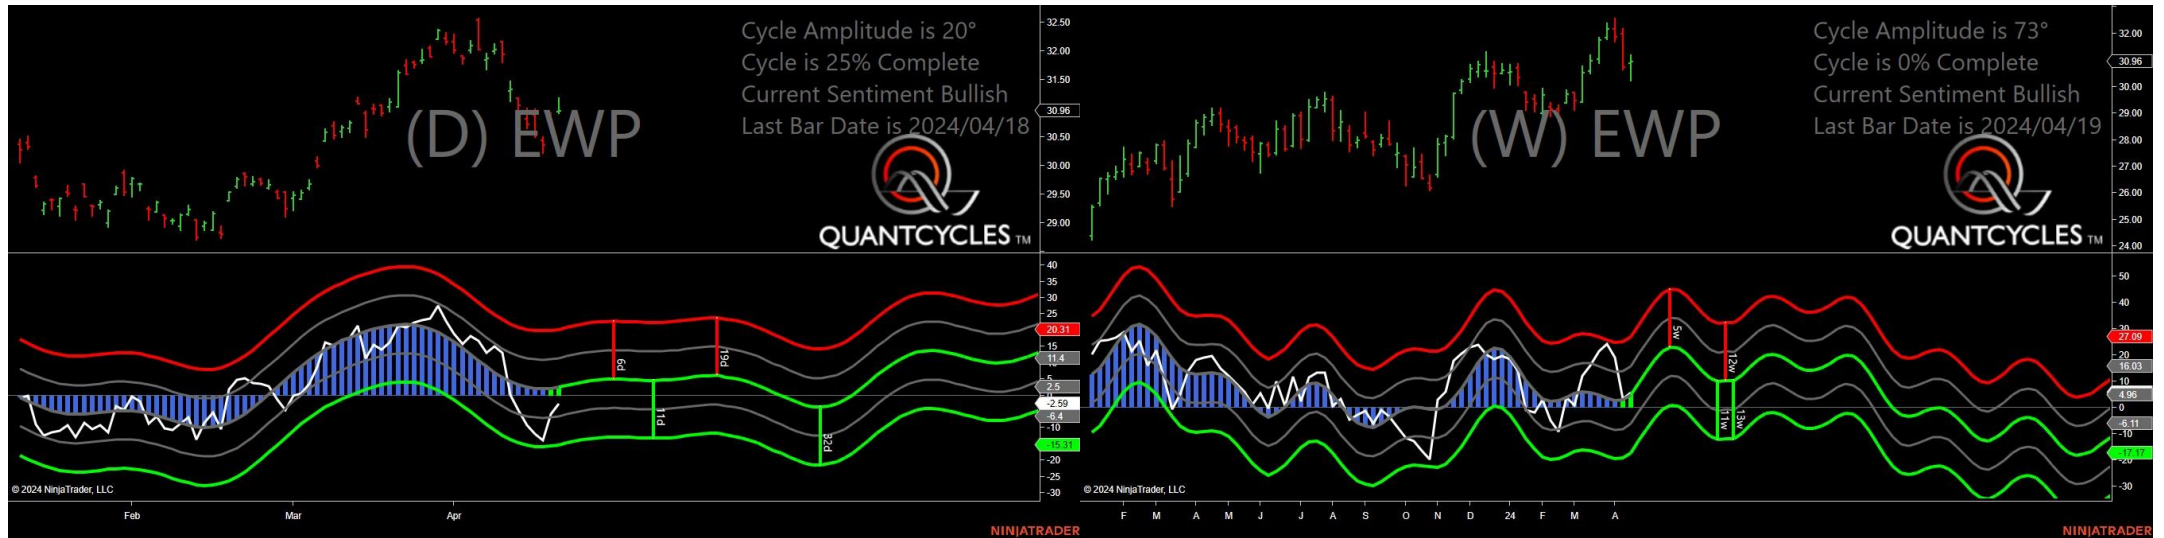 Cycle Amplitude is 20°
Cycle is 25% Complete
Current Sentiment Bullish
Last Bar Date is 2024/04/18
(D) EWP
QUANTCYCLES TM
32.50
32.00
31.50
30.96
30.50
30.00
29.50
29.00
40
35
30
25
20.31
15
11.4
5
2.5
-2.59
-6.4
-10
-15.31
-20
-25
-30
6d
11d
19d
32d
© 2024 NinjaTrader, LLC
Feb
Mar
Apr
NINJATRADER
Cycle Amplitude is 73°
Cycle is 0% Complete
Current Sentiment Bullish
Last Bar Date is 2024/04/19
(W) EWP
QUANTCYCLES TM
32.00
30.96
30.00
29.00
28.00
27.00
26.00
25.00
24.00
50
40
27.09
20
16.03
10
4.96
0
-6.11
-10
-17.17
-30
5w
12w
11w
13w
© 2024 NinjaTrader, LLC
F
M
A
M
J
J
A
S
O
N
D
24
F
M
A
NINJATRADER